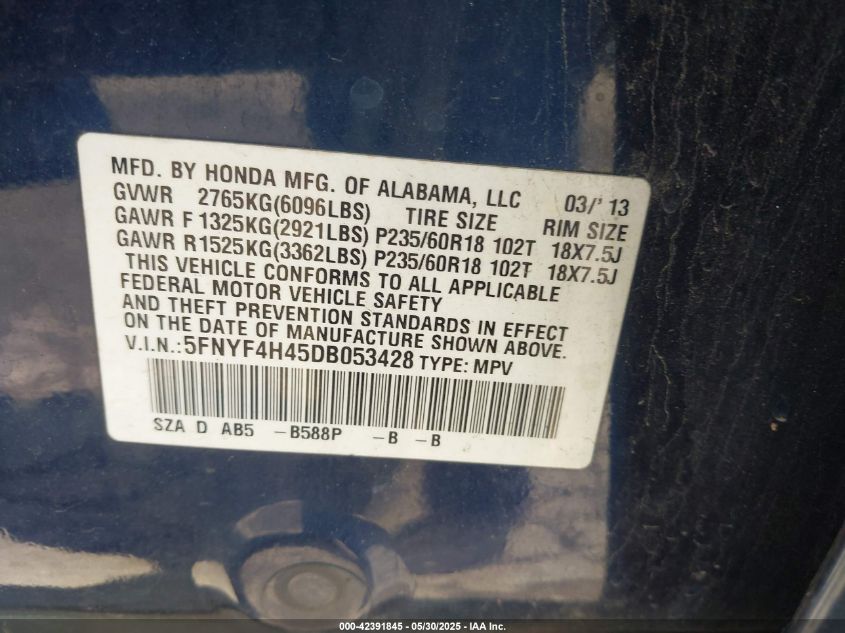 MFD. BY HONDA MFG. OF ALABAMA, LLC 03/'13
GVWR 2765KG(6096LBS) TIRE SIZE RIM SIZE
GAWR F 1325KG(2921LBS) P235/60R18 102T 18X7.5J
GAWR R1525KG(3362LBS) P235/60R18 102T 18X7.5J
THIS VEHICLE CONFORMS TO ALL APPLICABLE
FEDERAL MOTOR VEHICLE SAFETY
AND THEFT PREVENTION STANDARDS IN EFFECT
ON THE DATE OF MANUFACTURE SHOWN ABOVE.
V.I.N.:5FNYF4H45DB053428 TYPE: MPV
SZA D AB5 -B588P -B -B
000-42391845 - 05/30/2025 - IAA Inc.